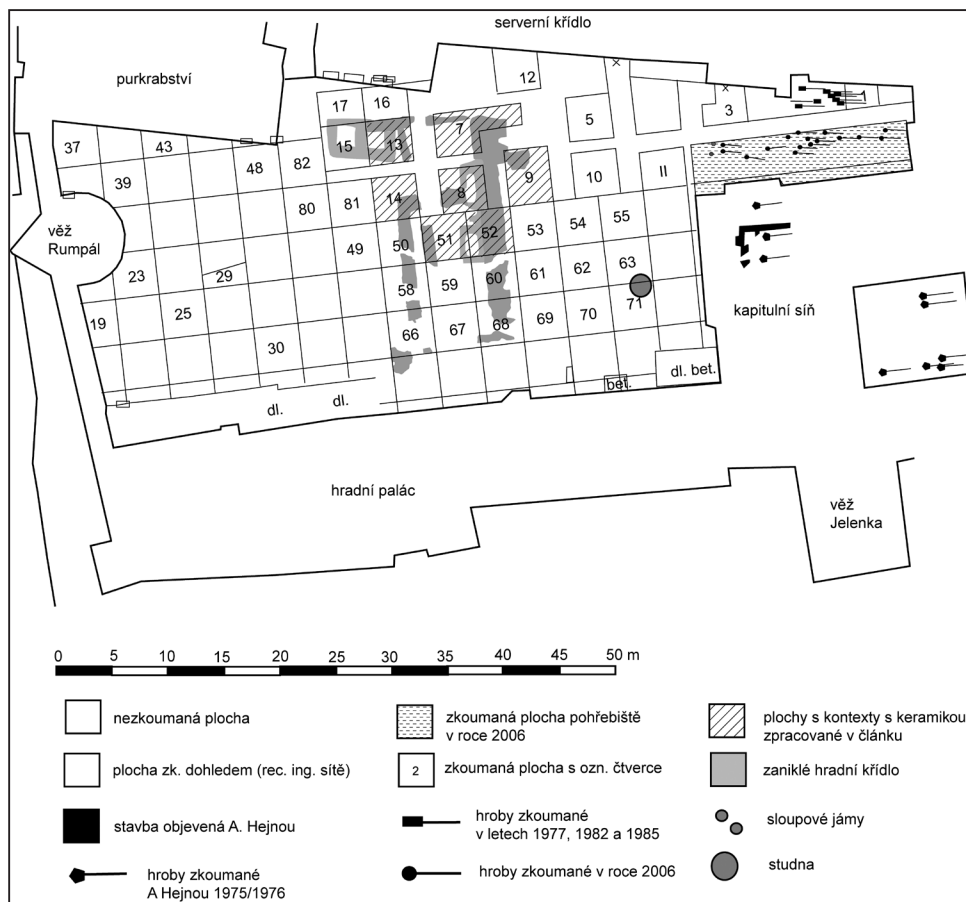 serverní křídlo
purkrabství
12
17
16
5
3
1
7
15
13
37
43
48
82
9
10
II
39
14
8
80
81
věž
Rumpál
49
50
51
52
53
54
55
23
29
58
59
60
61
62
63
kapitulní síň
19
25
66
67
68
69
70
71
30
dl. bet.
bet.
dl.
dl.
hradní palác
věž
Jelenka
0 5 10 15 20 25 30 35 40 45 50 m
nezkoumaná plocha
zkoumaná plocha pohřebiště
v roce 2006
plochy s kontexty s keramikou
zpracované v článku
plocha zk. dohledem (rec. ing. sítě)
2 zkoumaná plocha s ozn. čtverce
zaniklé hradní křídlo
stavba objevená A. Hejnou
hroby zkoumané
v letech 1977, 1982 a 1985
sloupové jámy
hroby zkoumané
A Hejnou 1975/1976
hroby zkoumané v roce 2006
studna